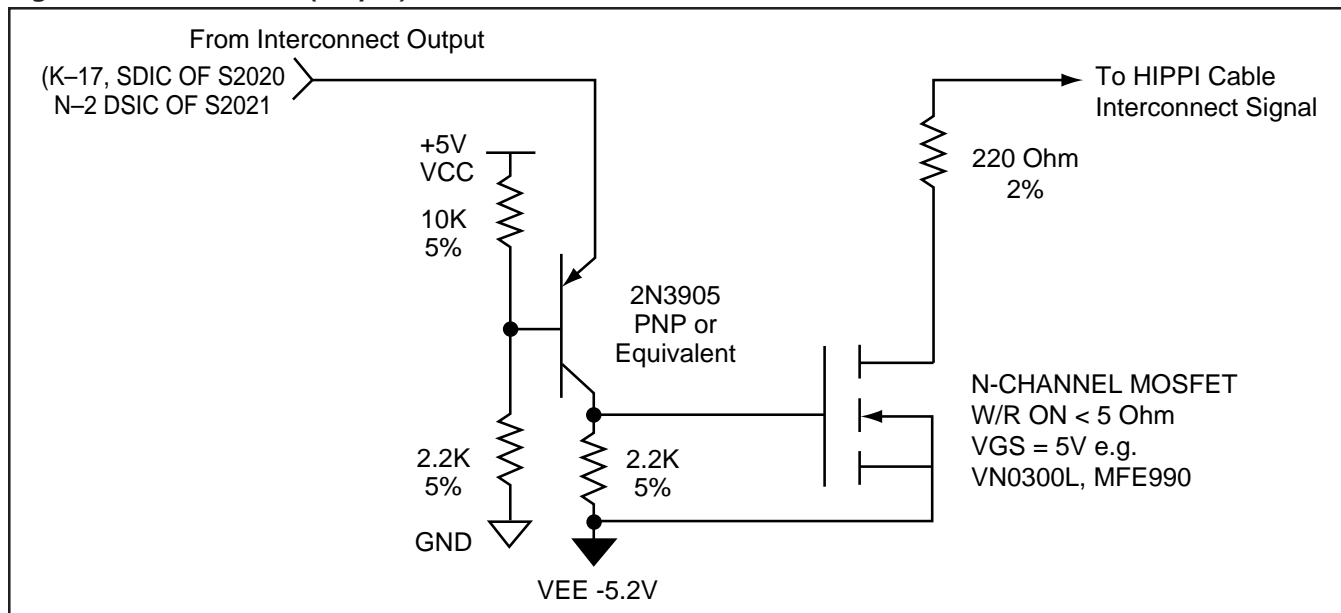 From Interconnect Output
(K–17, SDIC OF S2020
N–2 DSIC OF S2021
To HIPPI Cable
Interconnect Signal
+5V
VCC
220 Ohm
2%
10K
5%
2N3905
PNP or
Equivalent
N-CHANNEL MOSFET
W/R ON < 5 Ohm
VGS = 5V e.g.
VN0300L, MFE990
2.2K
5%
2.2K
5%
GND
VEE -5.2V